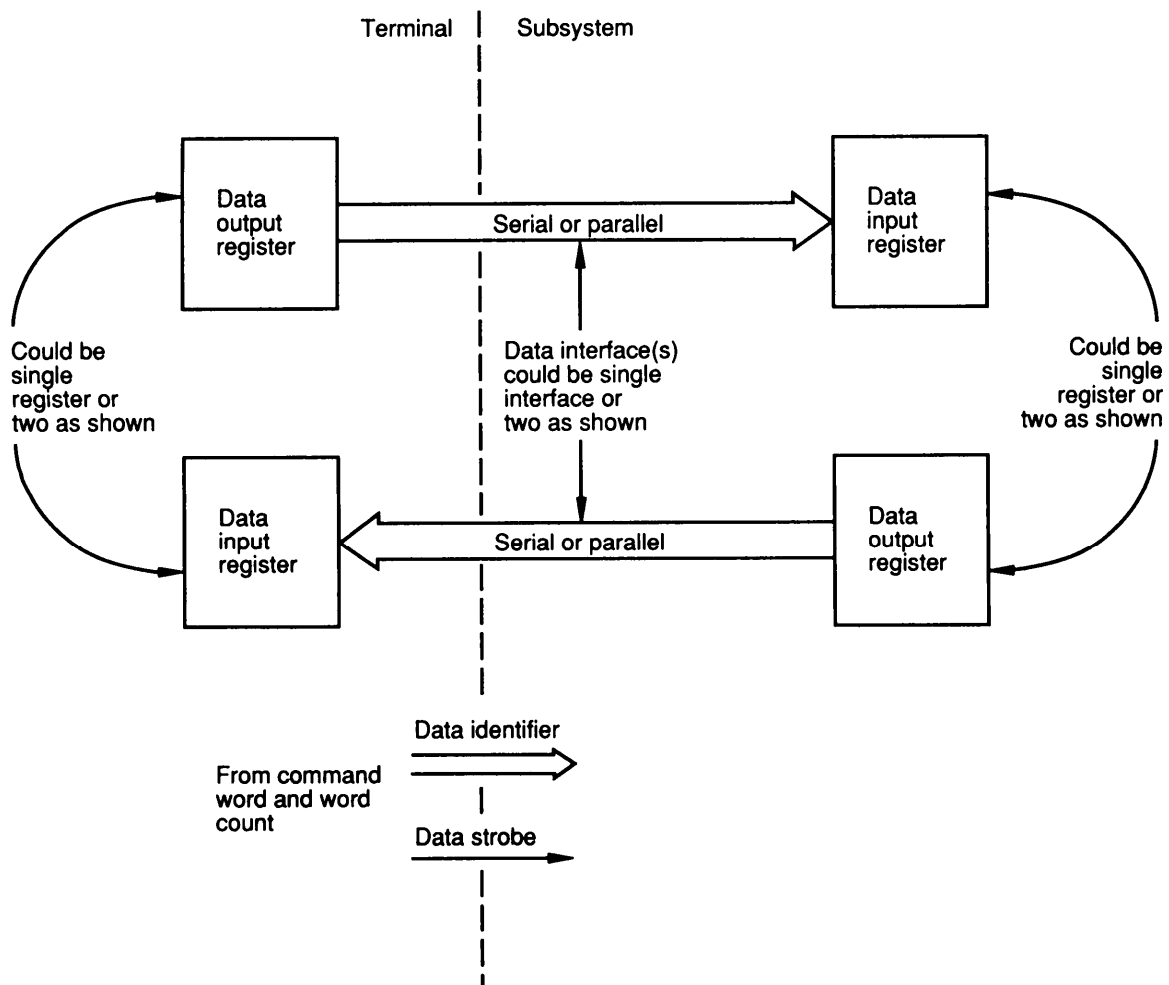 Terminal
Subsystem
Data
output
register
Serial or parallel
Data
input
register
Could be
single
register or
two as shown
Data interface(s)
could be single
interface or
two as shown
Could be
single
register or
two as shown
Data
input
register
Serial or parallel
Data
output
register
Data identifier
From command
word and word
count
Data strobe